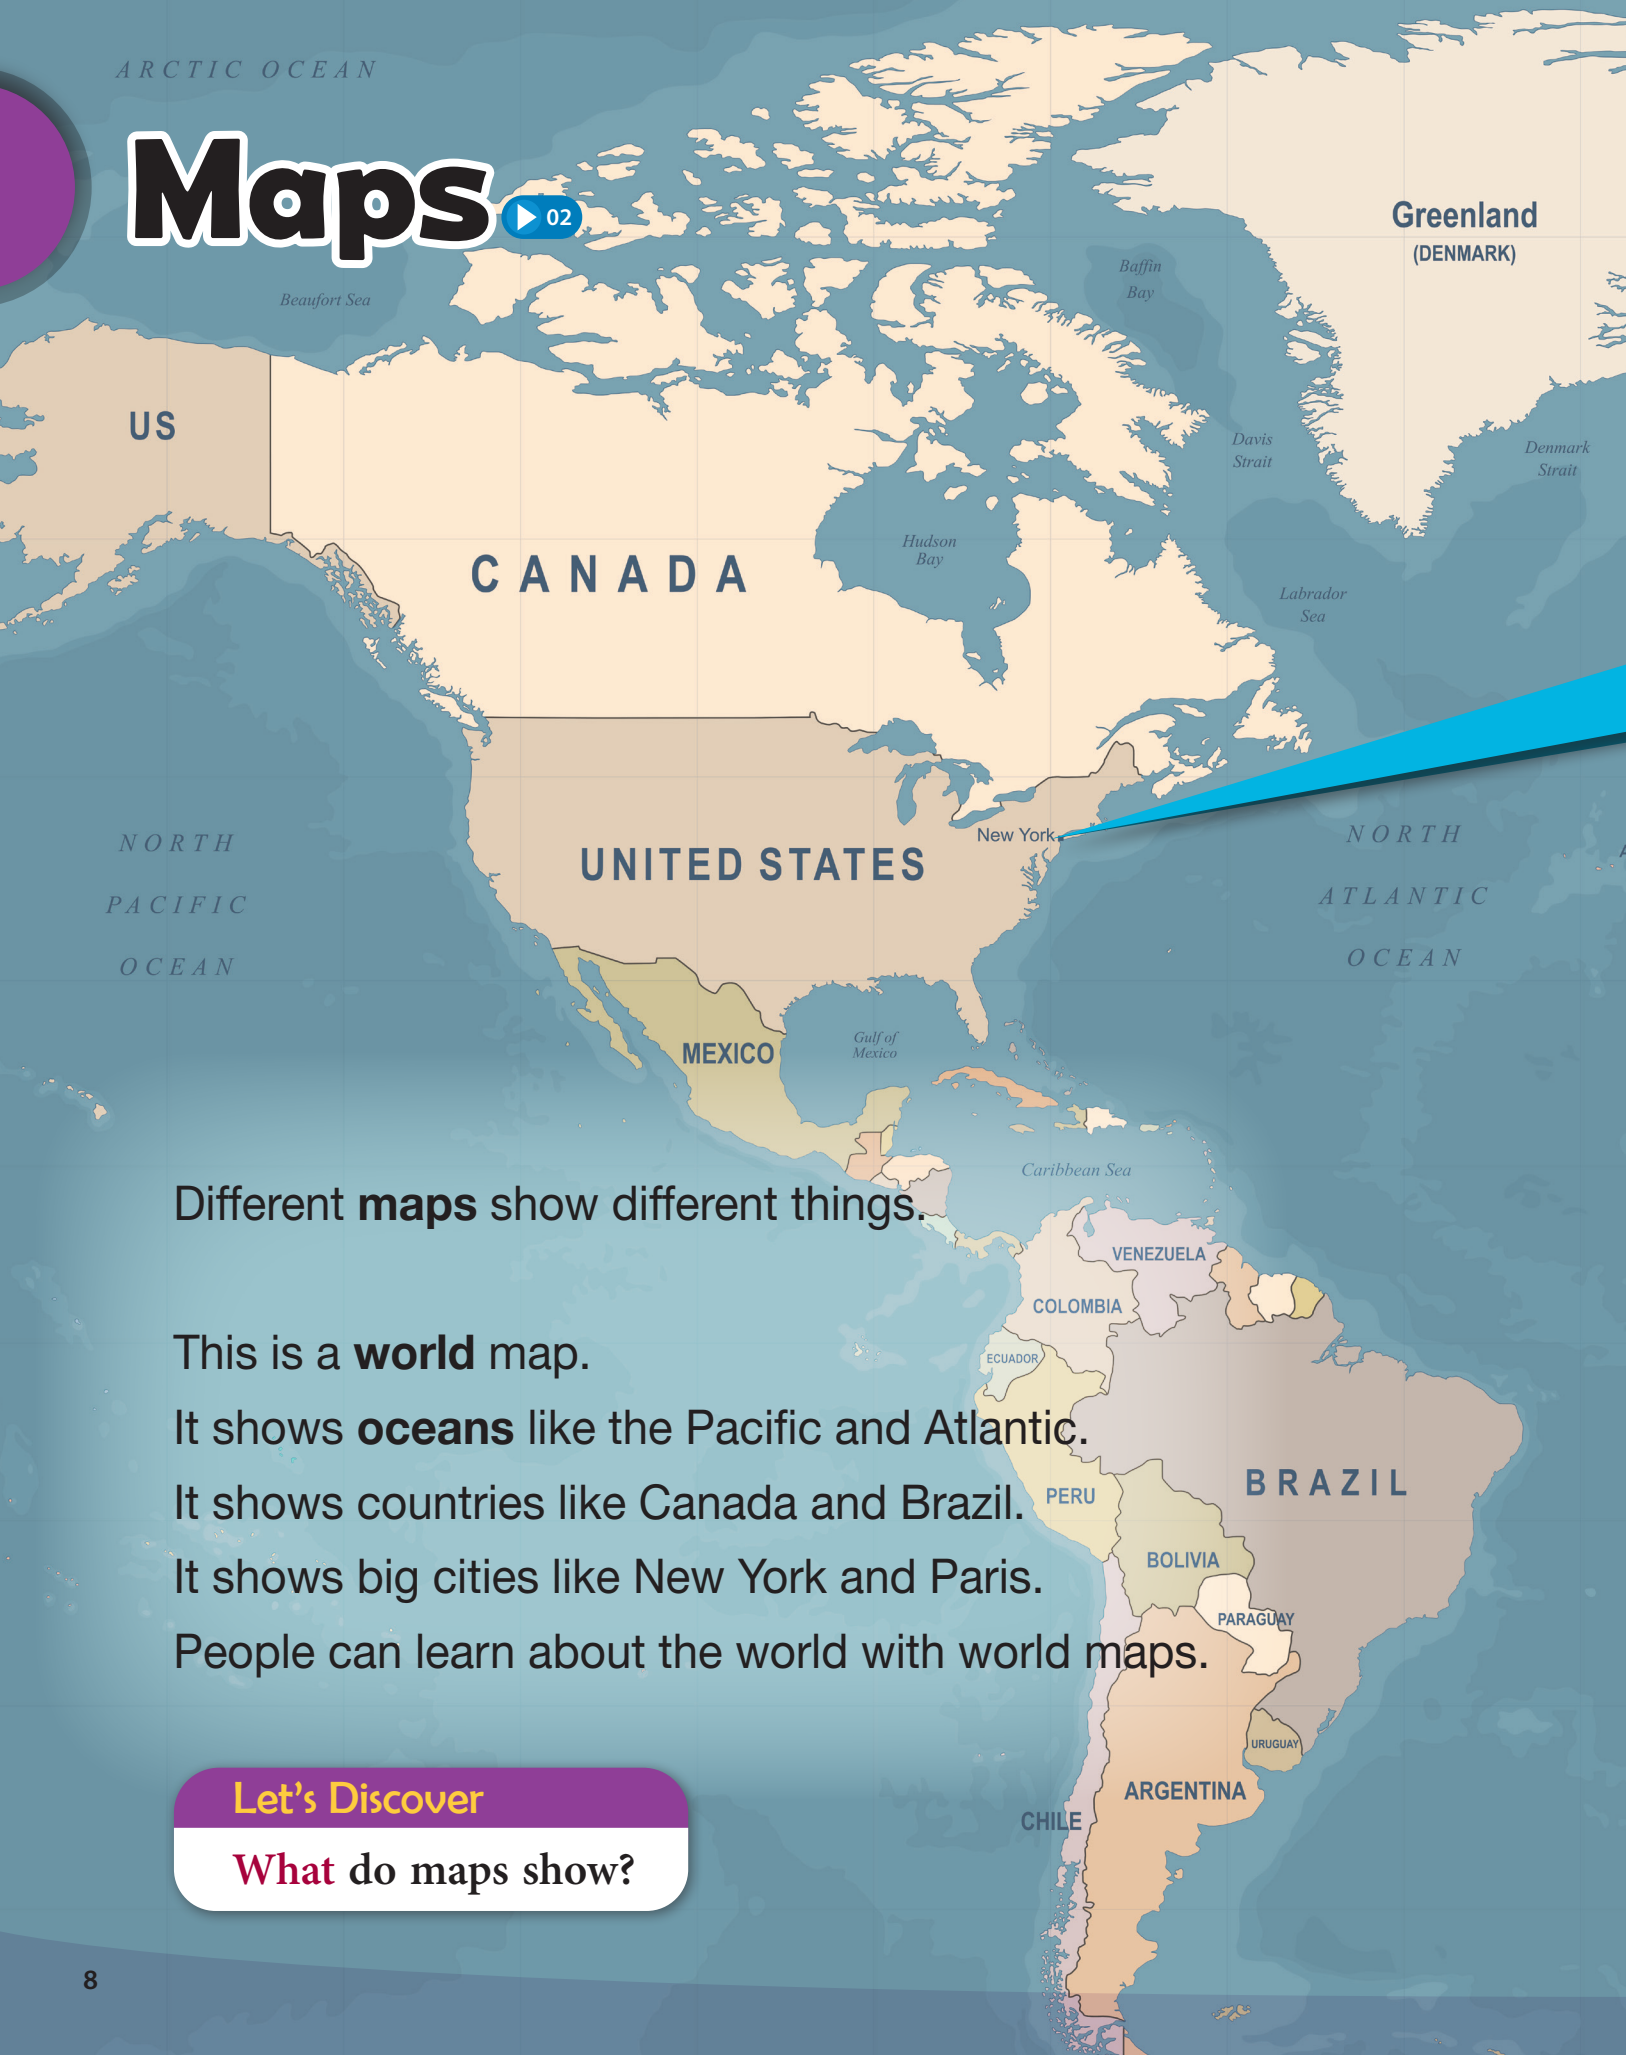 ARCTIC OCEAN
Maps
02
Greenland
(DENMARK)
Baffin
Bay
Beaufort Sea
US
Davis
Strait
Denmark
Strait
CANADA
Hudson
Bay
Labrador
Sea
New York
UNITED STATES
NORTH
PACIFIC
OCEAN
NORTH
ATLANTIC
OCEAN
MEXICO
Gulf of
Mexico
Caribbean Sea
Different maps show different things.
VENEZUELA
COLOMBIA
ECUADOR
This is a world map.
It shows oceans like the Pacific and Atlantic.
It shows countries like Canada and Brazil.
It shows big cities like New York and Paris.
People can learn about the world with world maps.
PERU
BRAZIL
BOLIVIA
PARAGUAY
URUGUAY
ARGENTINA
CHILE
Let's Discover
What do maps show?
8